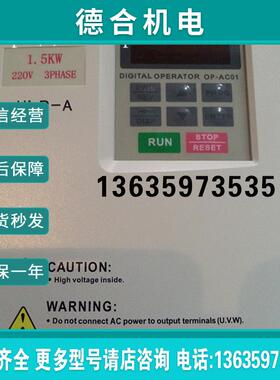 德合机电
1.5KW
220V 3PHASE
DIGITAL OPERATOR OP-AC01
信经营
RUN
STOP
RESET
后保障
13635973535
货秒发
保一年
CAUTION:
● High voltage inside.
WARNING:
● Do not connect AC power to output terminals (U.V.W).
齐全 更多型号请店咨询 电话:1363597